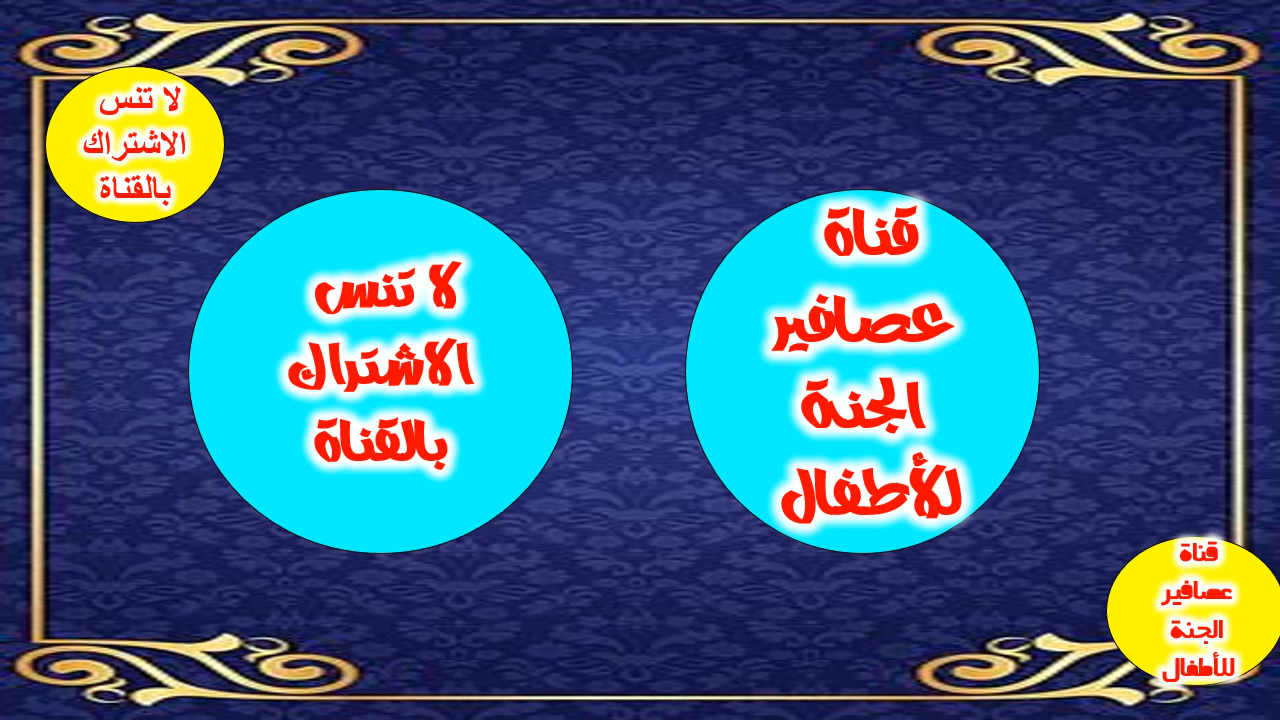 لا تنس
الاشتراك
بالقناة
قناة
عصافير
الجنة
للأطفال
لا تنس
الاشتراك
بالقناة
قناة
عصافير
الجنة
للأطفال